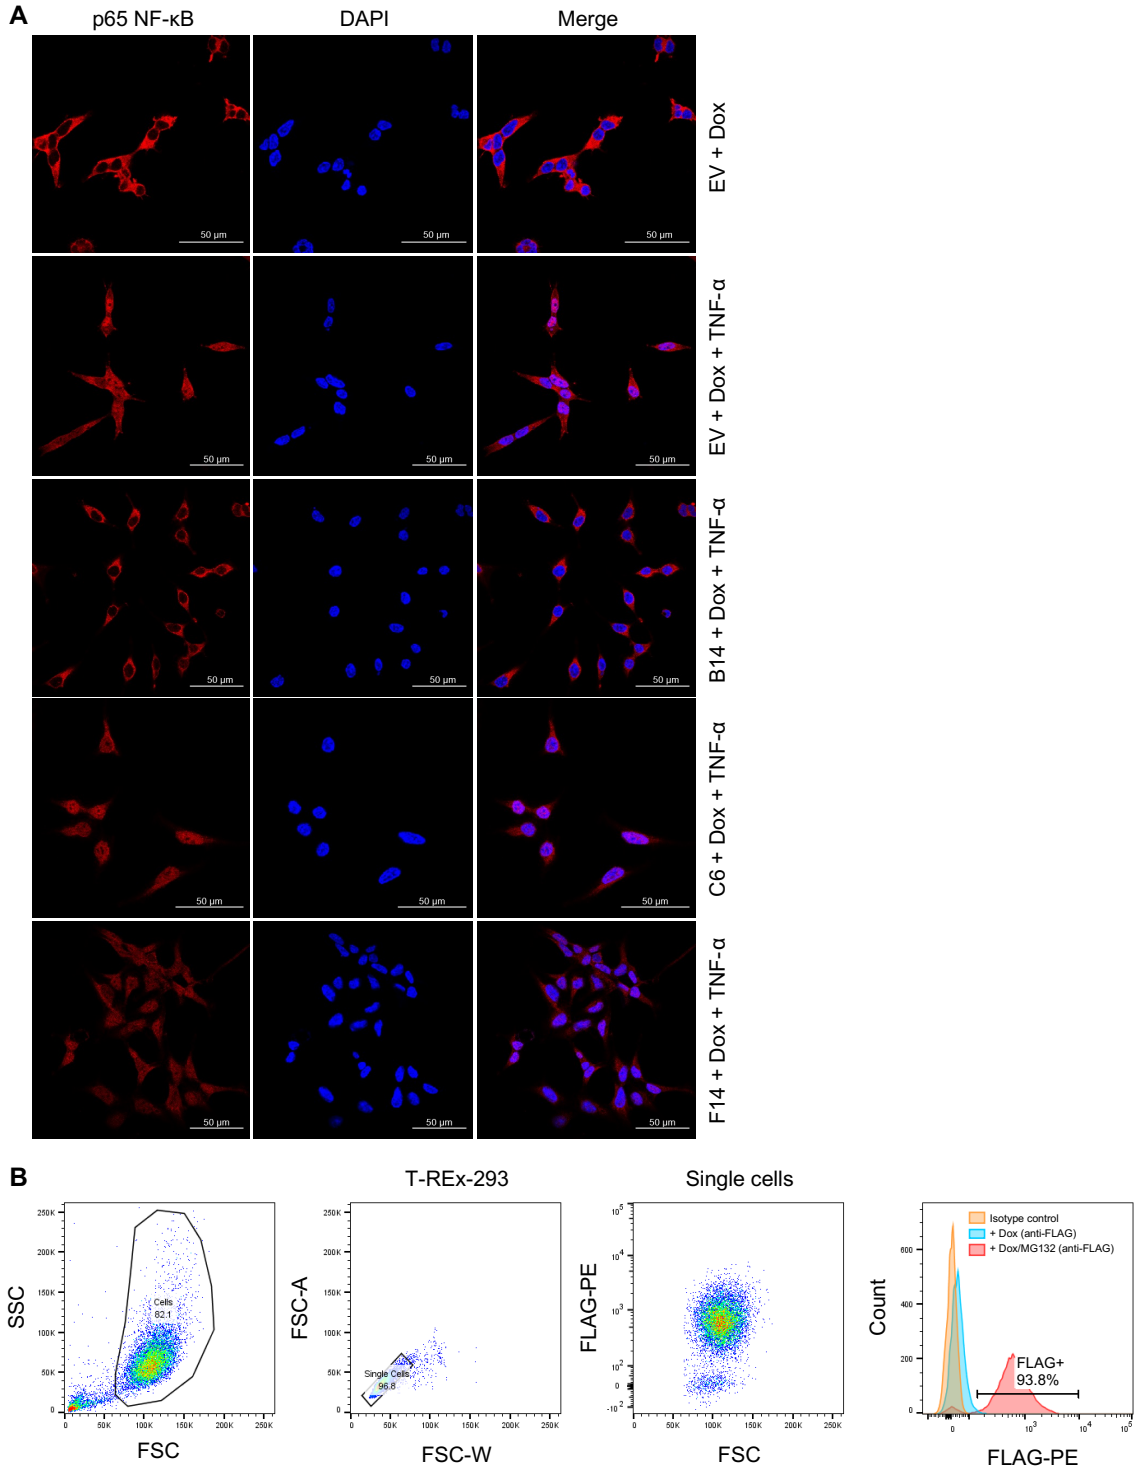 A
p65 NF-κB DAPI Merge
50 µm 50 µm 50 µm
EV + Dox
50 µm 50 µm 50 µm
EV + Dox + TNF-α
50 µm 50 µm 50 µm
B14 + Dox + TNF-α
50 µm 50 µm 50 µm
C6 + Dox + TNF-α
50 µm 50 µm 50 µm
F14 + Dox + TNF-α
B
T-REx-293
Single cells
SSC
250K
200K
150K
100K
50K
0
Cells
82.1
0 50K 100K 150K 200K 250K
FSC
FSC-A
250K
200K
150K
100K
50K
0
Single Cells
96.8
0 50K 100K 150K 200K 250K
FSC-W
FLAG-PE
10^5
10^4
10^3
10^2
0
-10^2
0 50K 100K 150K 200K 250K
FSC
Count
600
400
200
0
Isotype control
+ Dox (anti-FLAG)
+ Dox/MG132 (anti-FLAG)
FLAG+
93.8%
0 10^3 10^4 10^5
FLAG-PE